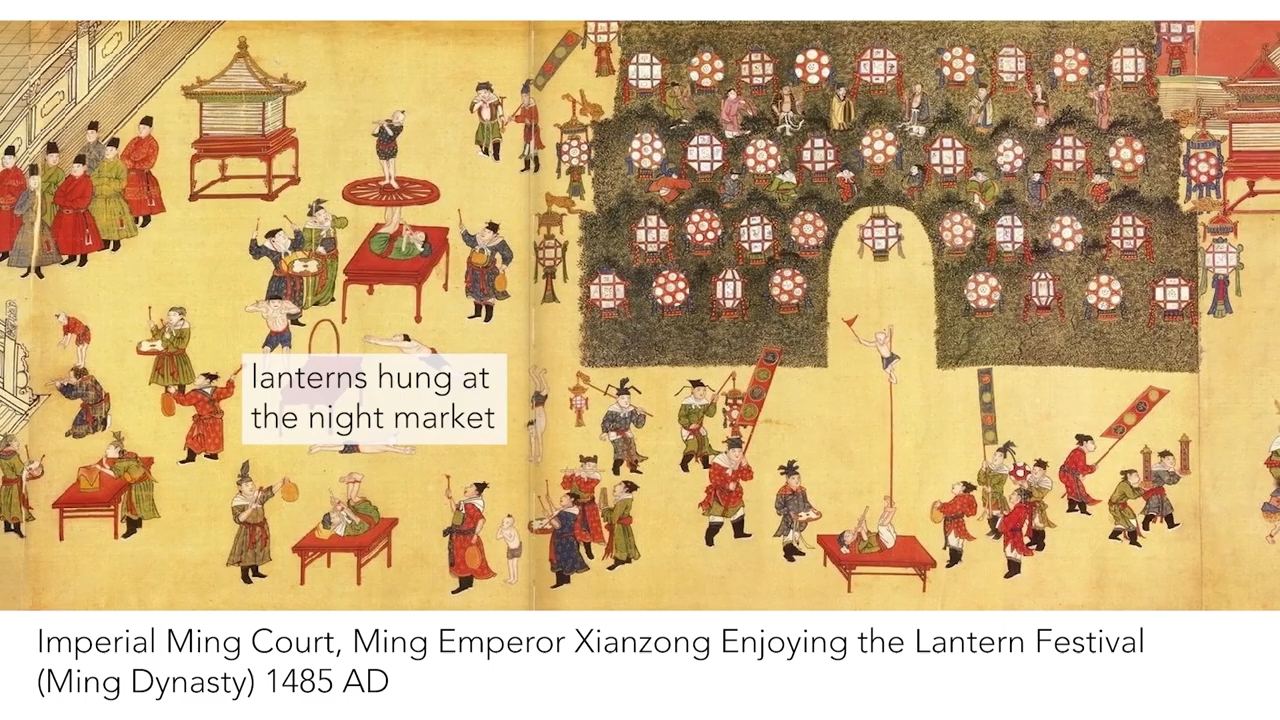 lanterns hung at
the night market
Imperial Ming Court, Ming Emperor Xianzong Enjoying the Lantern Festival
(Ming Dynasty) 1485 AD